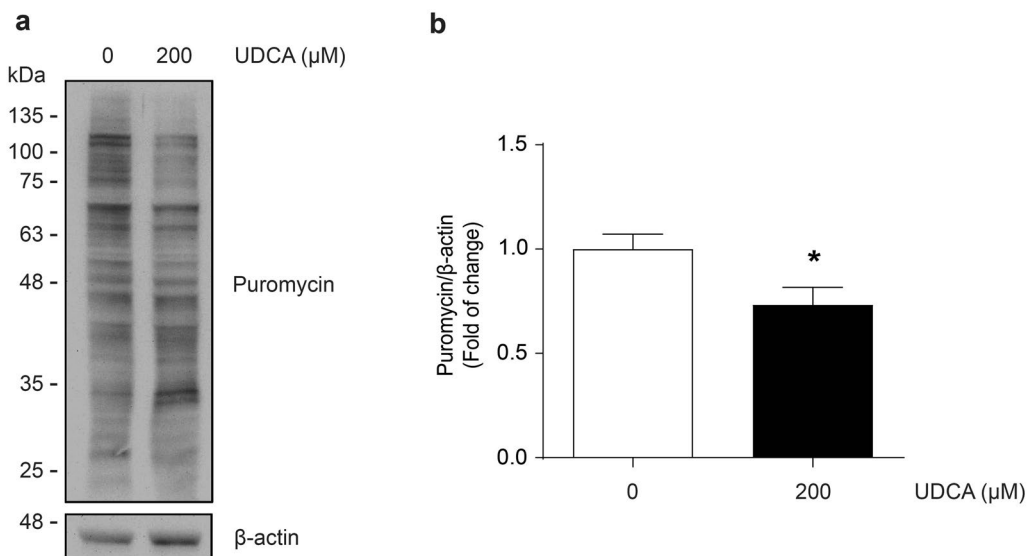 a
0 200 UDCA (µM)
kDa
135 -
100 -
75 -
63 -
48 -
Puromycin
35 -
25 -
48 -
β-actin
b
Puromycin/β-actin
(Fold of change)
1.5
1.0
0.5
0.0
*
0 200 UDCA (µM)